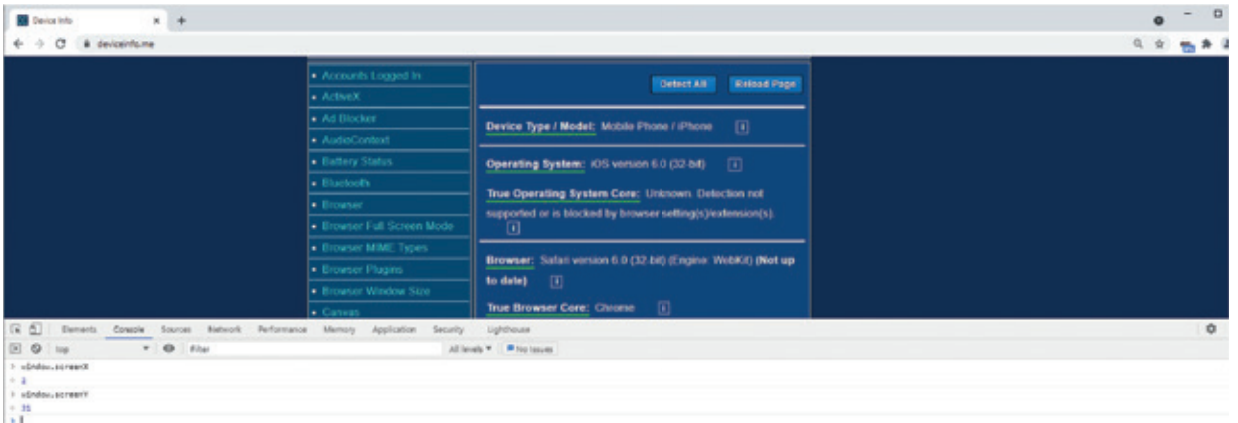 Device Info
deviceinfo.me
Accounts Logged In
ActiveX
Ad Blocker
AudioContext
Battery Status
Bluetooth
Browser
Browser Full Screen Mode
Browser MIME Types
Browser Plugins
Browser Window Size
Canvas
Detect All Reload Page
Device Type / Model: Mobile Phone / iPhone
Operating System: iOS version 6.0 (32-bit)
True Operating System Core: Unknown. Detection not
supported or is blocked by browser setting(s)/extension(s).
Browser: Safari version 6.0 (32-bit) (Engine: WebKit) (Not up
to date)
True Browser Core: Chrome
Elements Console Sources Network Performance Memory Application Security Lighthouse
top Filter All levels No Issues
> window.screenX
window.screenY